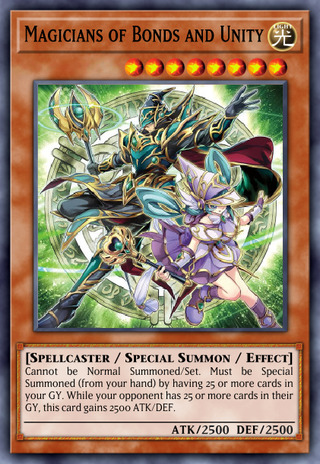 Magicians of Bonds and Unity
LIGHT
光
[Spellcaster / Special Summon / Effect]
Cannot be Normal Summoned/Set. Must be Special
Summoned (from your hand) by having 25 or more cards in
your GY. While your opponent has 25 or more cards in their
GY, this card gains 2500 ATK/DEF.
ATK/2500 DEF/2500